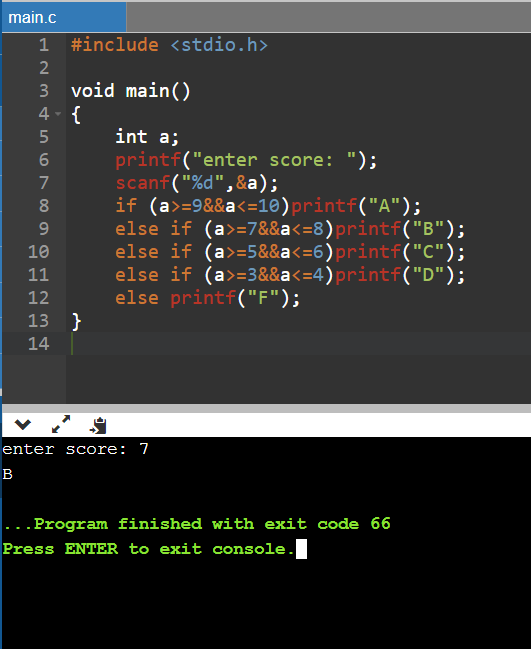 main.c
1 #include <stdio.h>
2
3 void main()
4 {
5     int a;
6     printf("enter score: ");
7     scanf("%d",&a);
8     if (a>=9&&a<=10)printf("A");
9     else if (a>=7&&a<=8)printf("B");
10     else if (a>=5&&a<=6)printf("C");
11     else if (a>=3&&a<=4)printf("D");
12     else printf("F");
13 }
14
enter score: 7
B
...Program finished with exit code 66
Press ENTER to exit console.